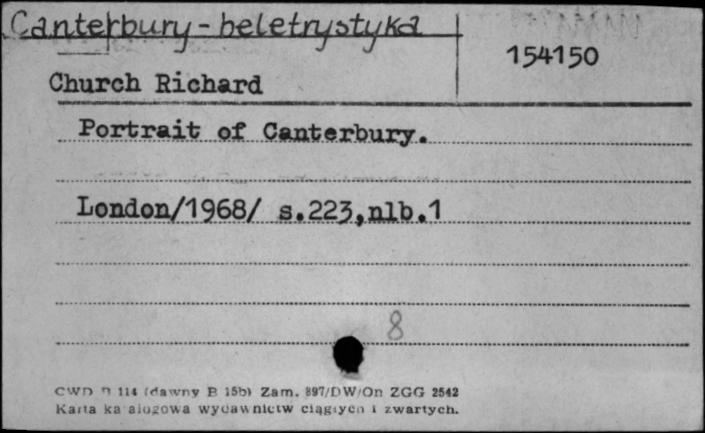 Canterbury - beletrystyka
154150
Church Richard
Portrait of Canterbury.
London/1968/ s.223,nlb.1
8
CWD 114 (dawny B 15b) Zam. 897/DW/On ZGG 2542
Karta katalogowa wydawnictw ciągłych i zwartych.